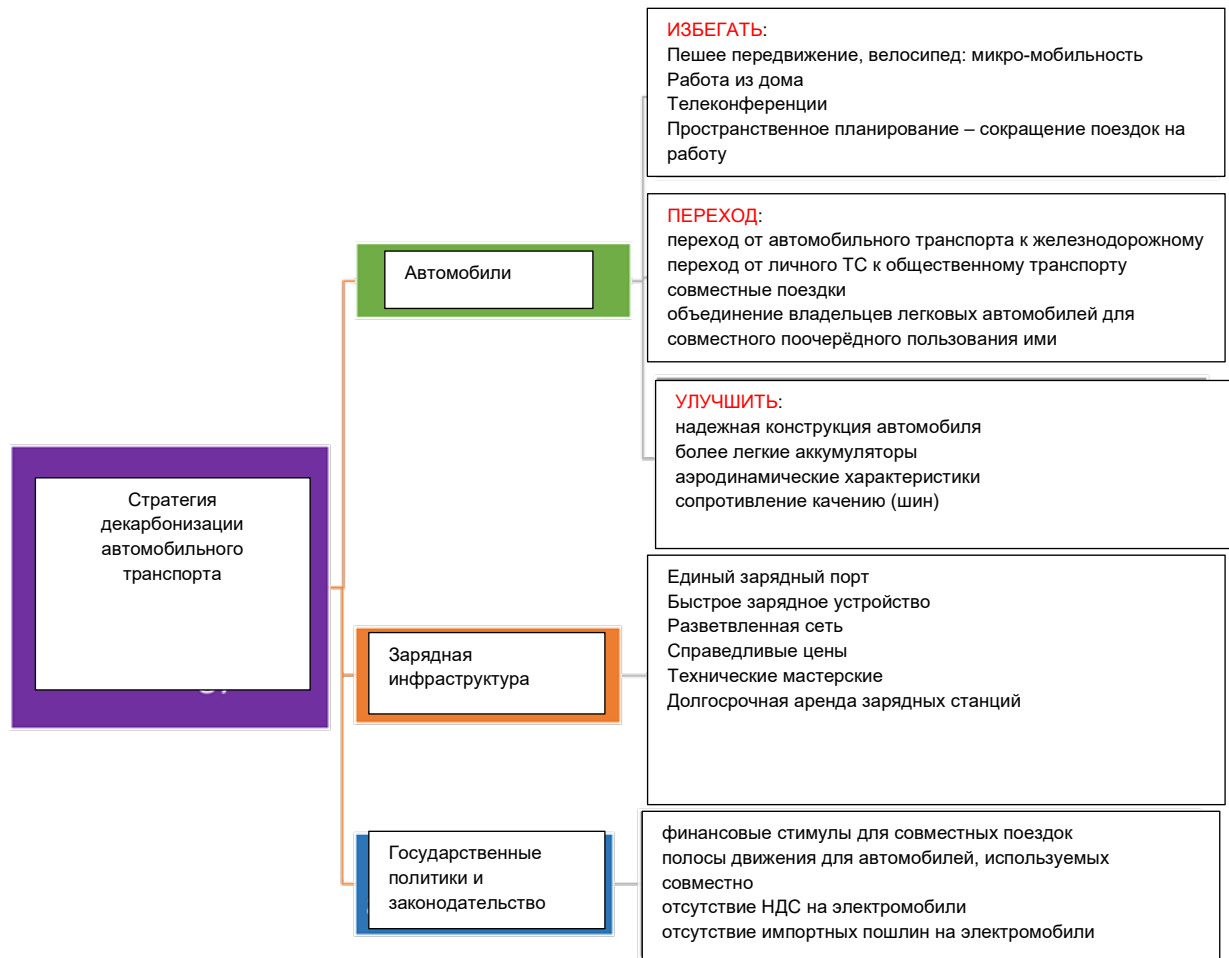 ИЗБЕГАТЬ:
Пешее передвижение, велосипед: микро-мобильность
Работа из дома
Телеконференции
Пространственное планирование – сокращение поездок на
работу
ПЕРЕХОД:
переход от автомобильного транспорта к железнодорожному
переход от личного ТС к общественному транспорту
совместные поездки
объединение владельцев легковых автомобилей для
совместного поочерёдного пользования ими
Автомобили
УЛУЧШИТЬ:
надежная конструкция автомобиля
более легкие аккумуляторы
аэродинамические характеристики
сопротивление качению (шин)
Стратегия
декарбонизации
автомобильного
транспорта
Зарядная
инфраструктура
Единый зарядный порт
Быстрое зарядное устройство
Разветвленная сеть
Справедливые цены
Технические мастерские
Долгосрочная аренда зарядных станций
Государственные
политики и
законодательство
финансовые стимулы для совместных поездок
полосы движения для автомобилей, используемых
совместно
отсутствие НДС на электромобили
отсутствие импортных пошлин на электромобили